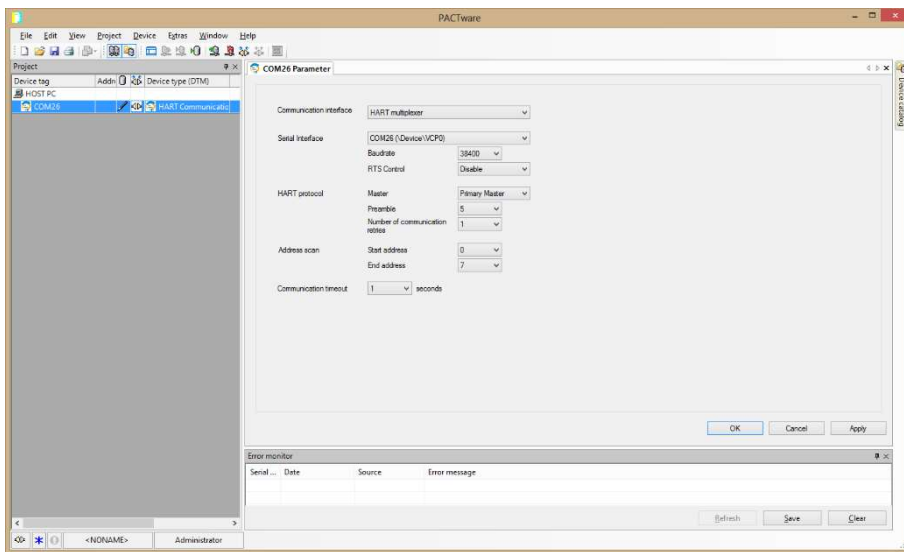 PACTware
File Edit View Project Device Extras Window Help
Project
COM26 Parameter
Device tag Addre Device type (DTM)
HOST PC
COM26 HART Communicatio
Device catalog
Communication interface HART multiplexer
Serial Interface COM26 (\Device\VCP0)
Baudrate 38400
RTS Control Disable
HART protocol Master Primary Master
Preamble 5
Number of communication 1
retries
Address scan Start address 0
End address 7
Communication timeout 1 seconds
OK Cancel Apply
Error monitor
Serial ... Date Source Error message
Refresh Save Clear
<NONAME> Administrator